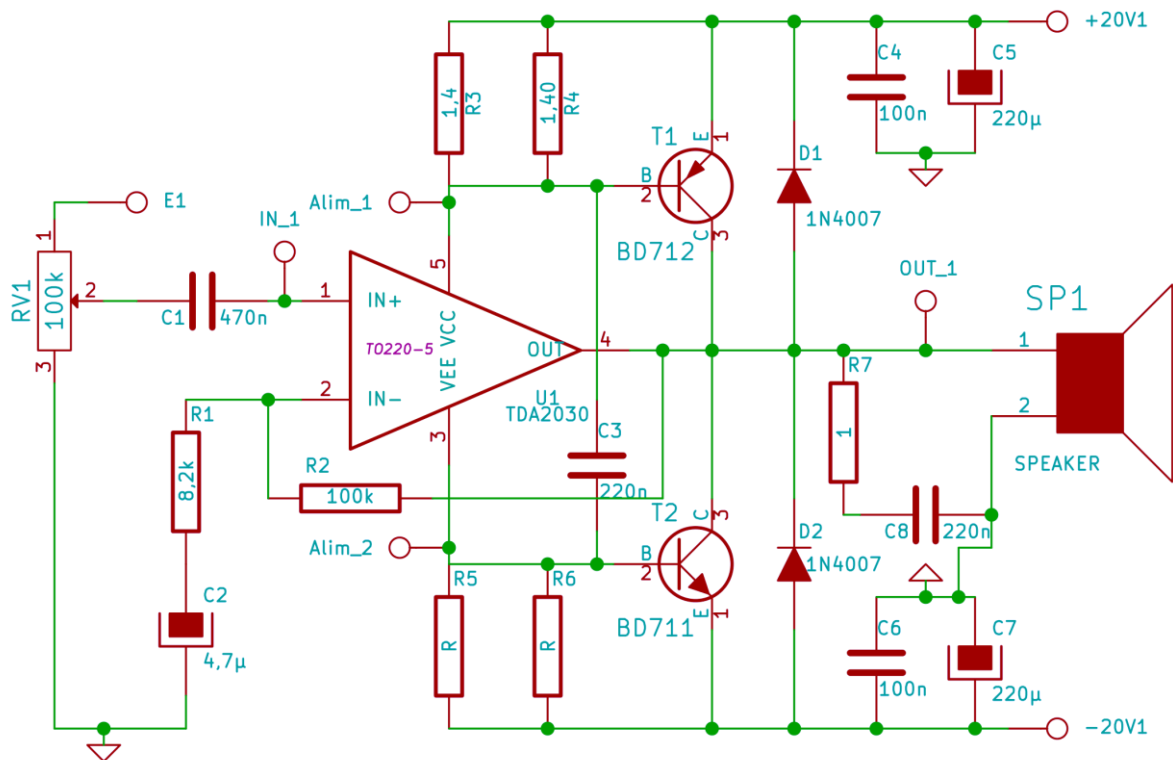 +20V1
C4
C5
1,4
R3
1,40
R4
100n
220µ
T1
E
1
D1
B
2
Alim_1
E1
IN_1
C
3
1N4007
BD712
OUT_1
1
RV1
100k
2
C1
470n
5
1
IN+
SP1
TO220-5
VEE VCC
OUT
4
1
3
R7
U1
TDA2030
2
IN-
3
2
R1
C3
1
SPEAKER
8,2k
R2
100k
220n
T2
C
3
D2
C8
220n
Alim_2
B
2
1N4007
R5
R6
E
1
C2
BD711
C6
C7
4,7µ
R
R
100n
220µ
-20V1